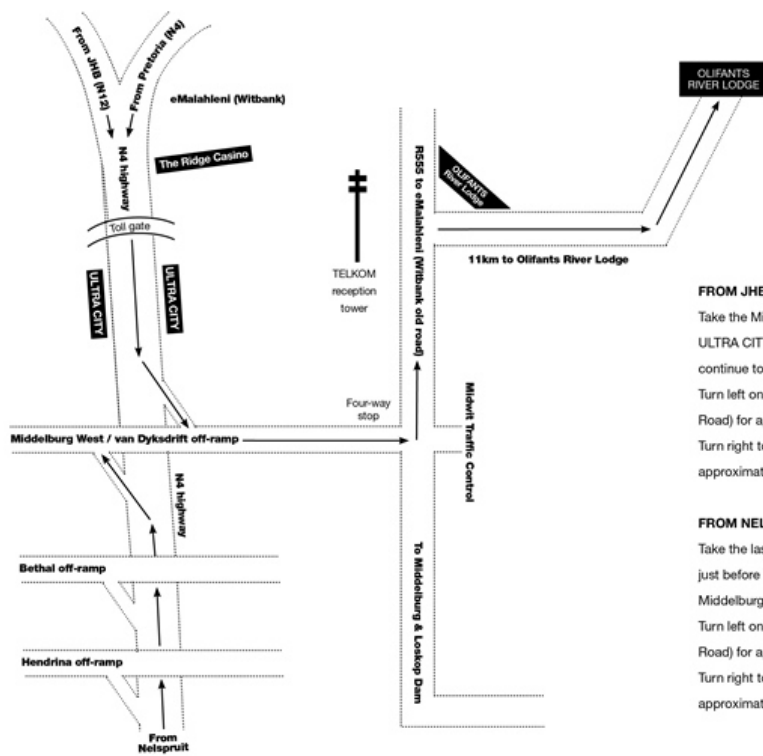 From JHB (N12)
From Pretoria (N4)
eMalahleni (Witbank)
The Ridge Casino
N4 highway
Toll gate
ULTRA CITY
ULTRA CITY
TELKOM
reception
tower
R555 to eMalahleni (Witbank old road)
OLIFANTS
River Lodge
OLIFANTS
RIVER LODGE
11km to Olifants River Lodge
Four-way
stop
Middelburg West / van Dyksdrift off-ramp
Midwit Traffic Control
N4 highway
Bethal off-ramp
Hendrina off-ramp
To Middelburg & Loskop Dam
From
Nelspruit
FROM JHB
Take the Mi
ULTRA CIT
continue to
Turn left on
Road) for a
Turn right to
approximat
FROM NEL
Take the las
just before
Middelburg
Turn left on
Road) for a
Turn right to
approximat